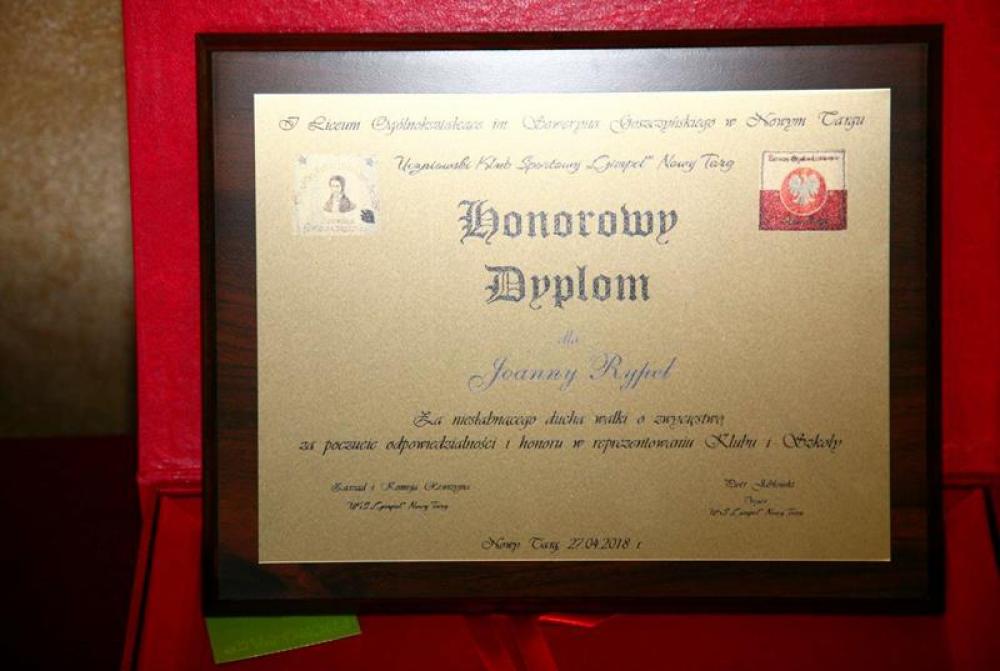 I Liceum Ogólnokształcące im Seweryna Goszczyńskiego w Nowym Targu
Uczniowski Klub Sportowy „Gimpel” Nowy Targ
Honorowy
Dyplom
dla
Joanny Rypel
Za niesłabnącego ducha walki o zwycięstwo
za poczucie odpowiedzialności i honoru w reprezentowaniu Klubu i Szkoły
Zarząd i Komisja Rewizyjna
Piotr
Prezes
UKS „Gimpel” Nowy Targ
UKS „Gimpel” Nowy Targ
Nowy Targ 27.04.2018 r